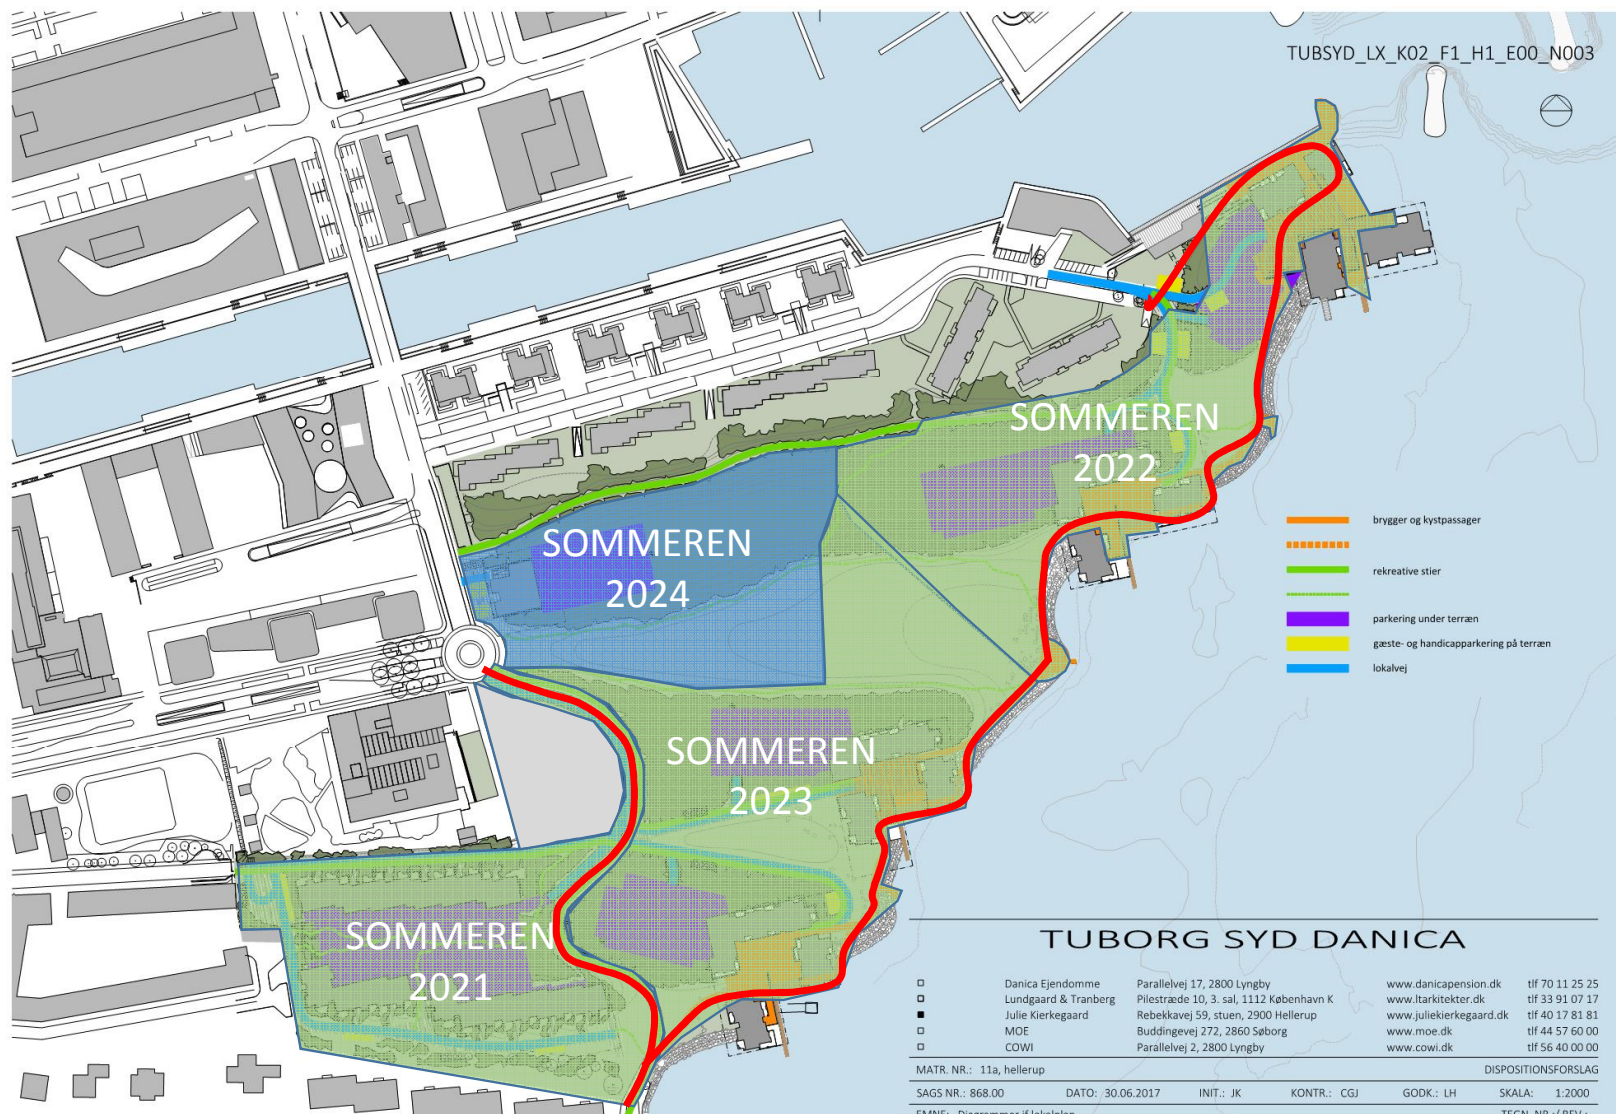 TUBSYD_LX_K02_F1_H1_E00_N003
SOMMEREN
2022
SOMMEREN
2024
SOMMEREN
2023
SOMMEREN
2021
brygger og kystpassager
rekreative stier
parkering under terræn
gæste- og handicapparkering på terræn
lokalvej
TUBORG SYD DANICA
Danica Ejendomme Parallelvej 17, 2800 Lyngby www.danicapension.dk tlf 70 11 25 25
Lundgaard & Tranberg Pilestræde 10, 3. sal, 1112 København K www.ltarkitekter.dk tlf 33 91 07 17
Julie Kierkegaard Rebekkavej 59, stuen, 2900 Hellerup www.juliekierkegaard.dk tlf 40 17 81 81
MOE Buddingevej 272, 2860 Søborg www.moe.dk tlf 44 57 60 00
COWI Parallelvej 2, 2800 Lyngby www.cowi.dk tlf 56 40 00 00
MATR. NR.: 11a, hellerup DISPOSITIONSFORSLAG
SAGS NR.: 868.00 DATO: 30.06.2017 INIT.: JK KONTR.: CGJ GODK.: LH SKALA: 1:2000
EMNE: Diagrammer if lokalplan